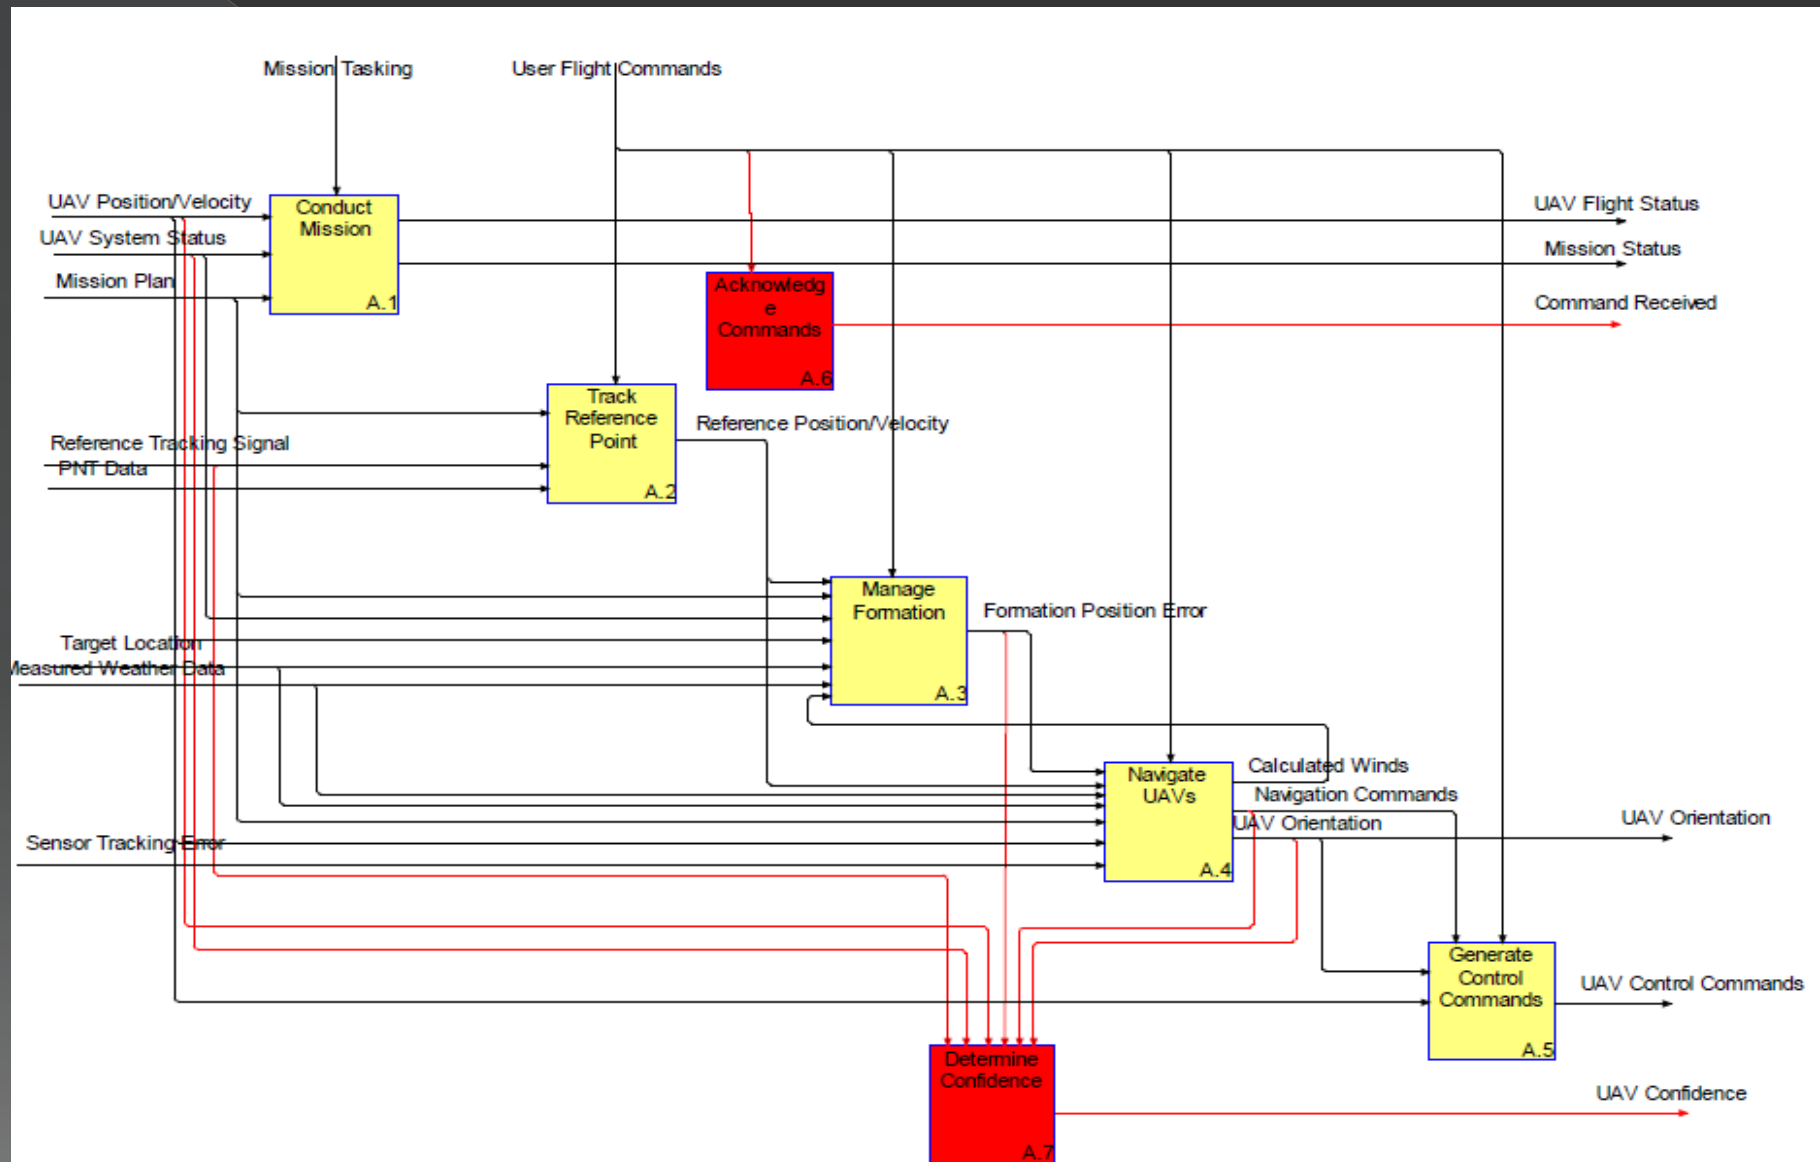 Mission Tasking
User Flight Commands
UAV Position/Velocity
UAV System Status
Mission Plan
Conduct
Mission
A.1
UAV Flight Status
Mission Status
Command Received
Acknowledg
e
Commands
A.6
Track
Reference
Point
A.2
Reference Position/Velocity
Reference Tracking Signal
PNT Data
Manage
Formation
A.3
Formation Position Error
Target Location
Measured Weather Data
Navigate
UAVs
A.4
Calculated Winds
Navigation Commands
UAV Orientation
UAV Orientation
Sensor Tracking Error
Generate
Control
Commands
A.5
UAV Control Commands
Determine
Confidence
A.7
UAV Confidence